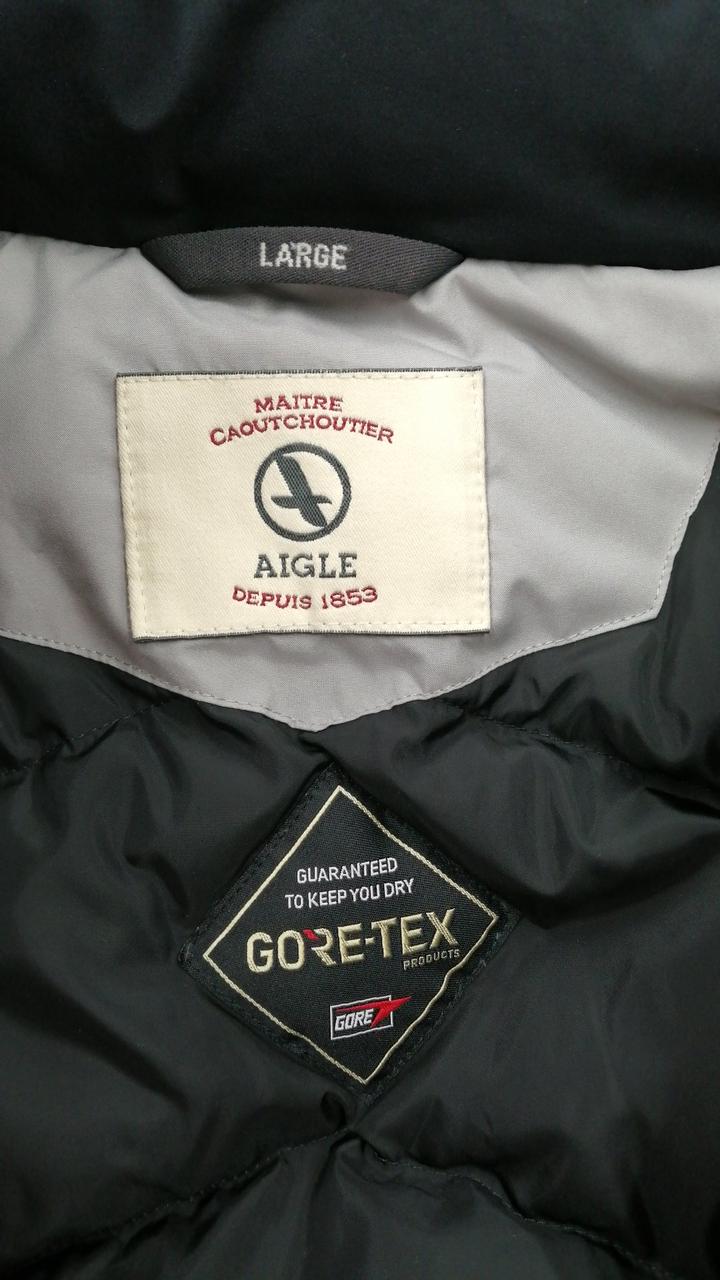 LARGE
MAITRE
CAOUTCHOUTIER
AIGLE
DEPUIS 1853
GUARANTEED
TO KEEP YOU DRY
GORE-TEX
PRODUCTS
GORE